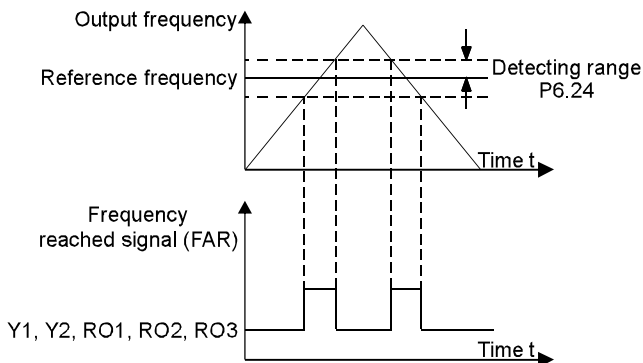 Output frequency
Reference frequency
Detecting range
P6.24
Time t
Frequency
reached signal (FAR)
Y1, Y2, RO1, RO2, RO3
Time t